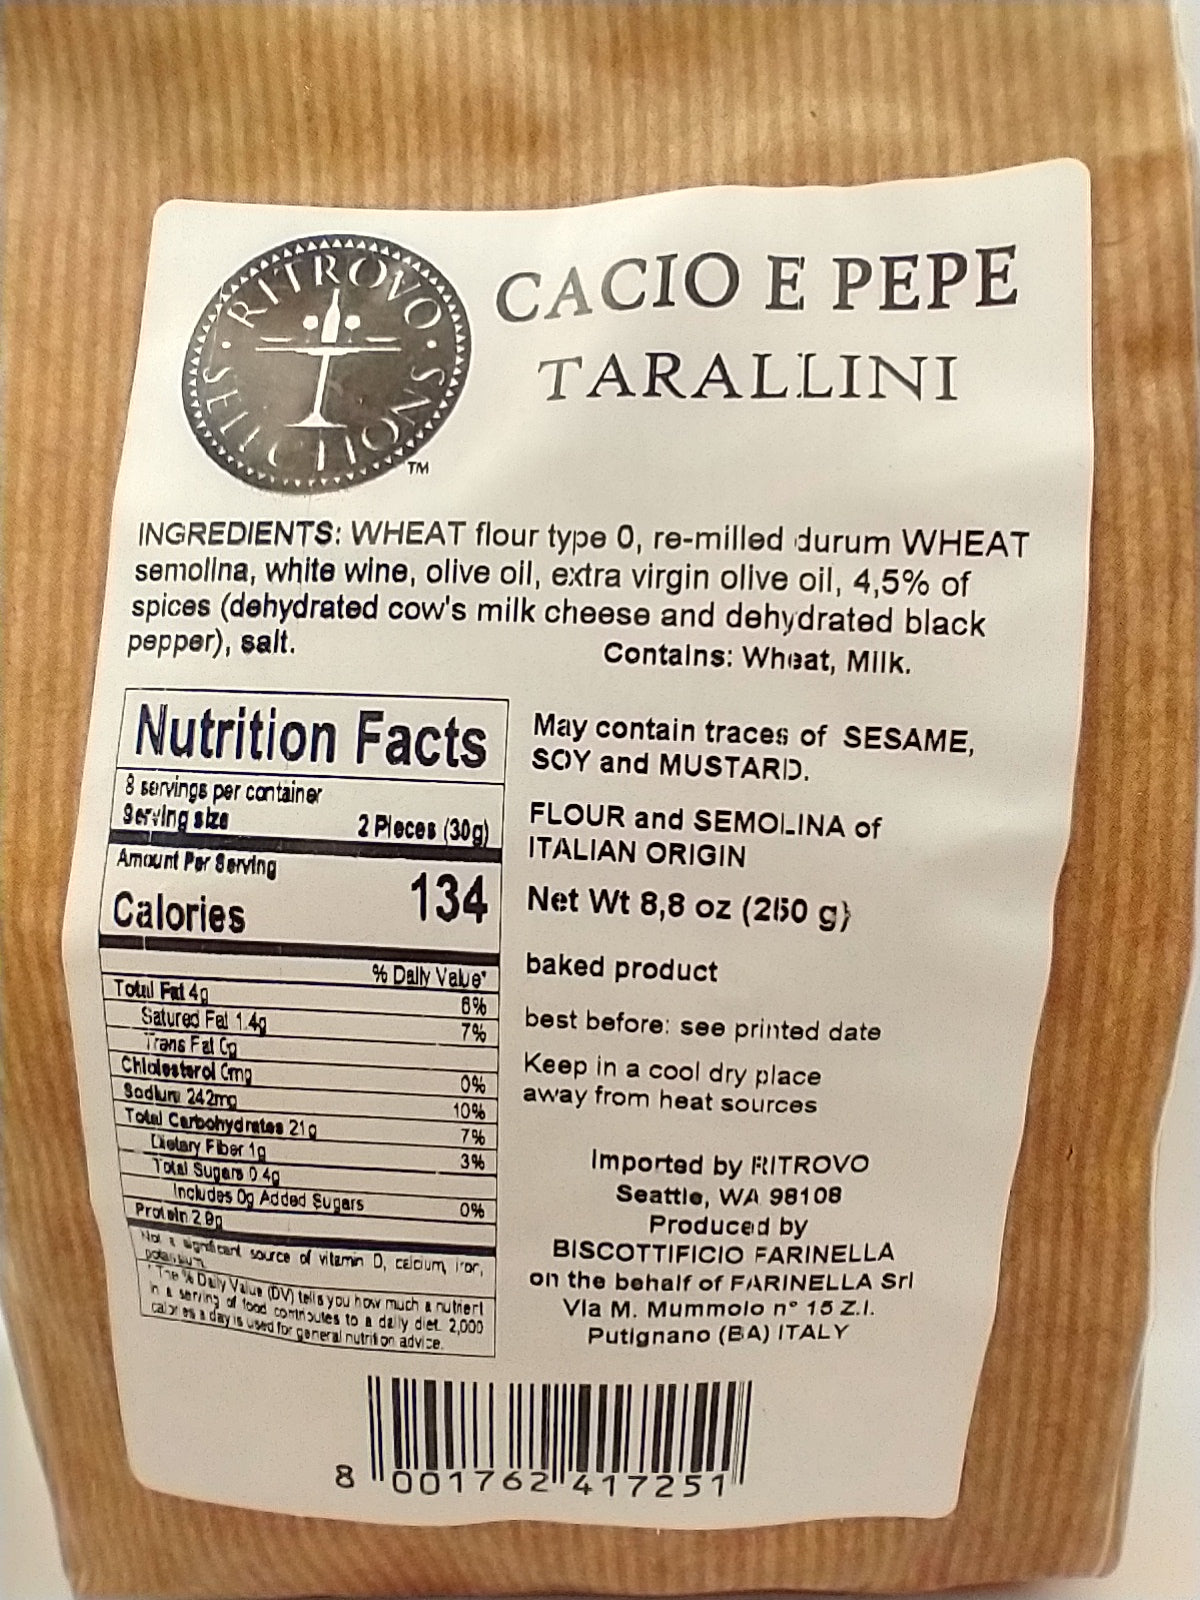 RITROVO
SELECTIONS
TM
CACIO E PEPE
TARALLINI
INGREDIENTS: WHEAT flour type 0, re-milled durum WHEAT
semolina, white wine, olive oil, extra virgin olive oil, 4,5% of
spices (dehydrated cow's milk cheese and dehydrated black
pepper), salt.
Contains: Wheat, Milk.
Nutrition Facts
8 servings per container
Serving size 2 Pieces (30g)
Amount Per Serving
Calories 134
% Daily Value*
Total Fat 4g 6%
Satured Fat 1.4g 7%
Trans Fat 0g
Cholesterol 0mg 0%
Sodium 242mg 10%
Total Carbohydrates 21g 7%
Dietary Fiber 1g 3%
Total Sugars 0.4g
Includes 0g Added Sugars 0%
Protein 2.9g
Not a significant source of vitamin D, calcium, iron,
potassium
* The % Daily Value (DV) tells you how much a nutrient
in a serving of food contributes to a daily diet. 2,000
calories a day is used for general nutrition advice.
May contain traces of SESAME,
SOY and MUSTARD.
FLOUR and SEMOLINA of
ITALIAN ORIGIN
Net Wt 8,8 oz (250 g)
baked product
best before: see printed date
Keep in a cool dry place
away from heat sources
Imported by RITROVO
Seattle, WA 98108
Produced by
BISCOTTIFICIO FARINELLA
on the behalf of FARINELLA Srl
Via M. Mummolo n° 15 Z.I.
Putignano (BA) ITALY
8 001762 417251